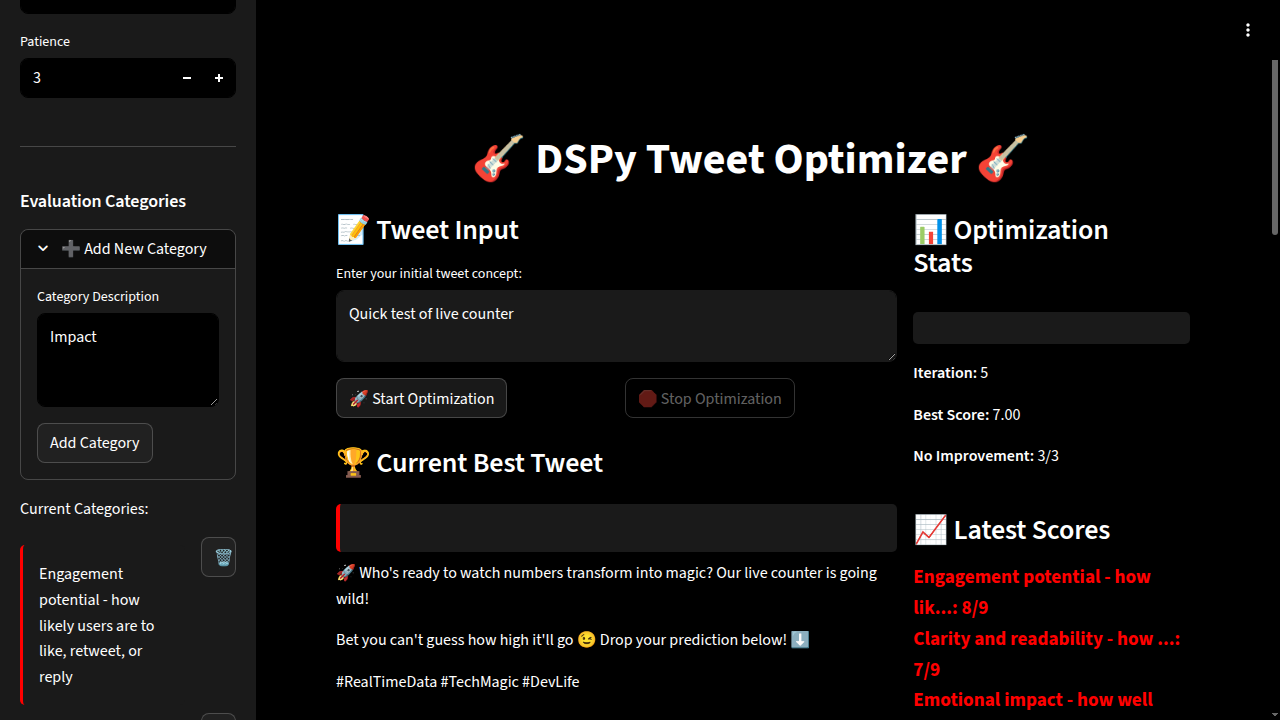 Patience
3
Evaluation Categories
➕ Add New Category
Category Description
Impact
Add Category
Current Categories:
Engagement
potential - how
likely users are to
like, retweet, or
reply
🎸 DSPy Tweet Optimizer 🎸
📝 Tweet Input
Enter your initial tweet concept:
Quick test of live counter
🚀 Start Optimization
🛑 Stop Optimization
🏆 Current Best Tweet
🚀 Who's ready to watch numbers transform into magic? Our live counter is going
wild!
Bet you can't guess how high it'll go 😉 Drop your prediction below! ⬇️
#RealTimeData #TechMagic #DevLife
📊 Optimization
Stats
Iteration: 5
Best Score: 7.00
No Improvement: 3/3
📈 Latest Scores
Engagement potential - how
lik...: 8/9
Clarity and readability - how ...:
7/9
Emotional impact - how well